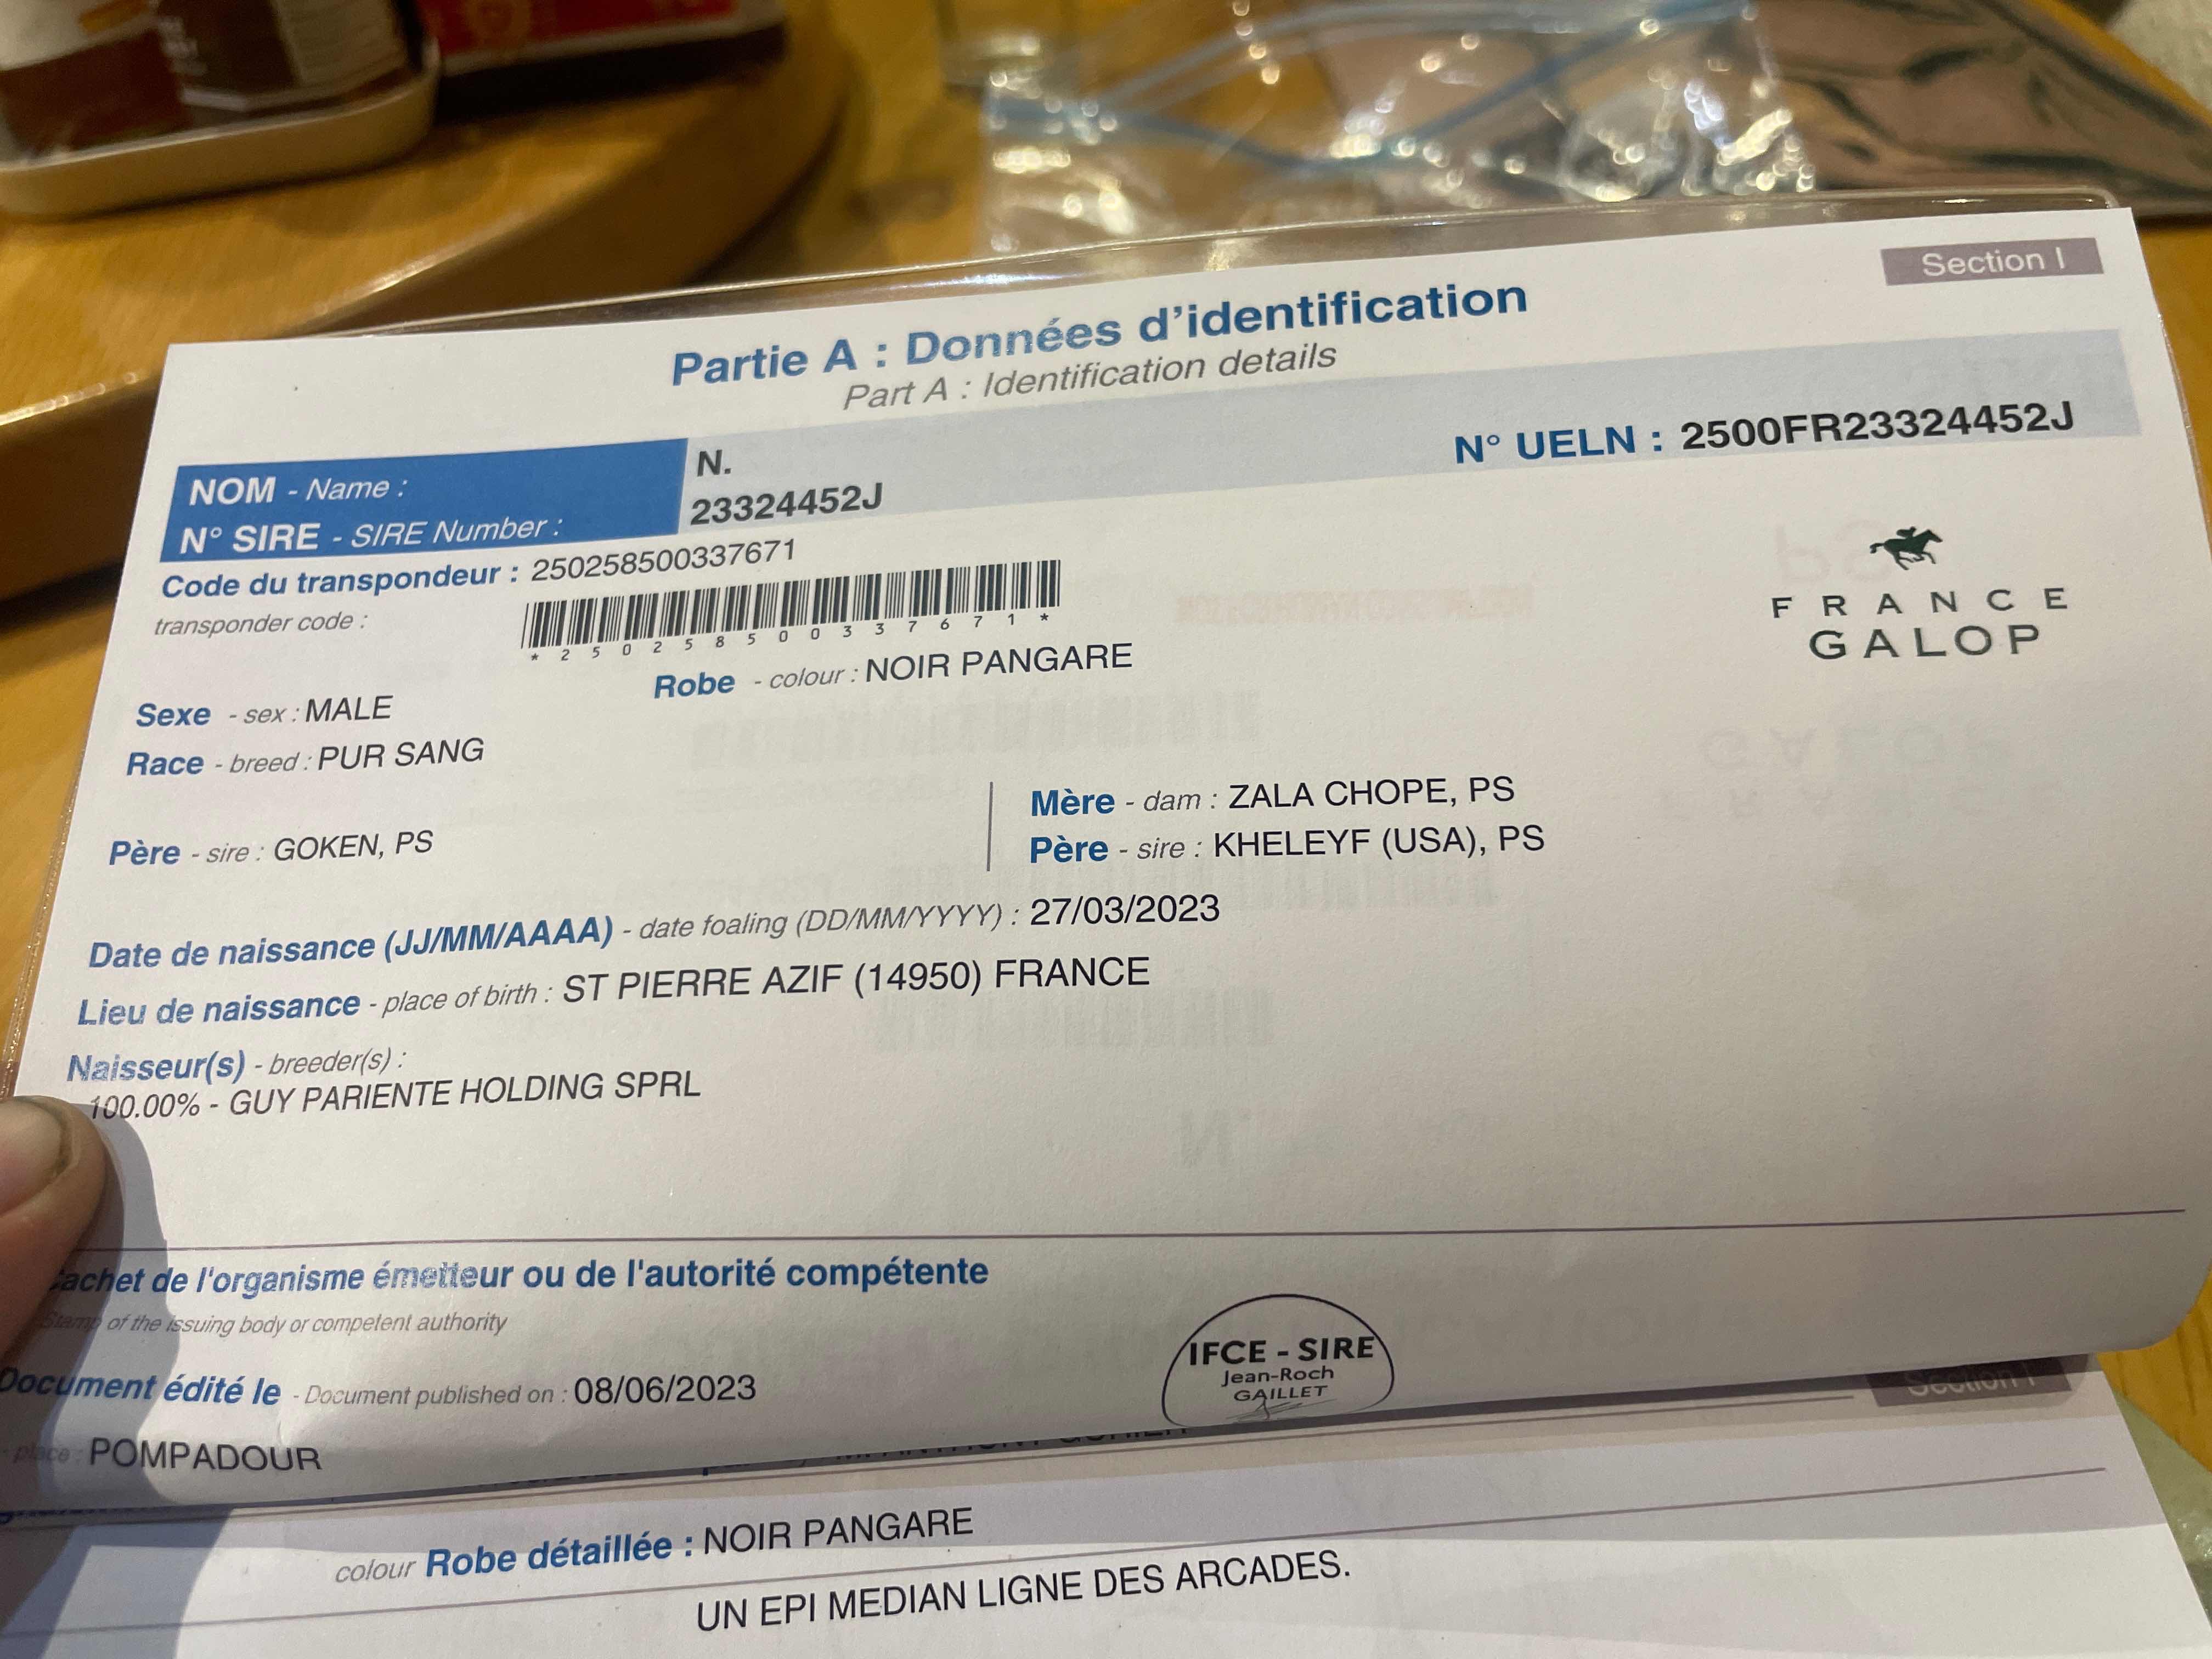 Section I
Partie A : Données d'identification
Part A : Identification details
NOM - Name : N.
N° UELN : 2500FR23324452J
N° SIRE - SIRE Number : 23324452J
Code du transpondeur : 250258500337671
transponder code :
* 2 5 0 2 5 8 5 0 0 3 3 7 6 7 1 *
FRANCE
GALOP
Sexe - sex : MALE
Robe - colour : NOIR PANGARE
Race - breed : PUR SANG
Père - sire : GOKEN, PS
Mère - dam : ZALA CHOPE, PS
Père - sire : KHELEYF (USA), PS
Date de naissance (JJ/MM/AAAA) - date foaling (DD/MM/YYYY) : 27/03/2023
Lieu de naissance - place of birth : ST PIERRE AZIF (14950) FRANCE
Naisseur(s) - breeder(s) :
100.00% - GUY PARIENTE HOLDING SPRL
Cachet de l'organisme émetteur ou de l'autorité compétente
Stamp of the issuing body or competent authority
IFCE - SIRE
Jean-Roch
GAILLET
Document édité le - Document published on : 08/06/2023
place : POMPADOUR
Section I
colour Robe détaillée : NOIR PANGARE
UN EPI MEDIAN LIGNE DES ARCADES.